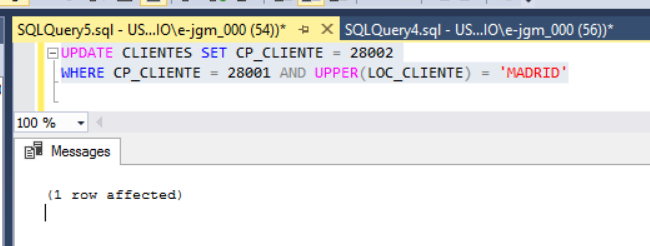 SQLQuery5.sql - US...IO\e-jgm_000 (54))* SQLQuery4.sql - US...IO\e-jgm_000 (56))*
UPDATE CLIENTES SET CP_CLIENTE = 28002
WHERE CP_CLIENTE = 28001 AND UPPER(LOC_CLIENTE) = 'MADRID'
100 %
Messages
(1 row affected)